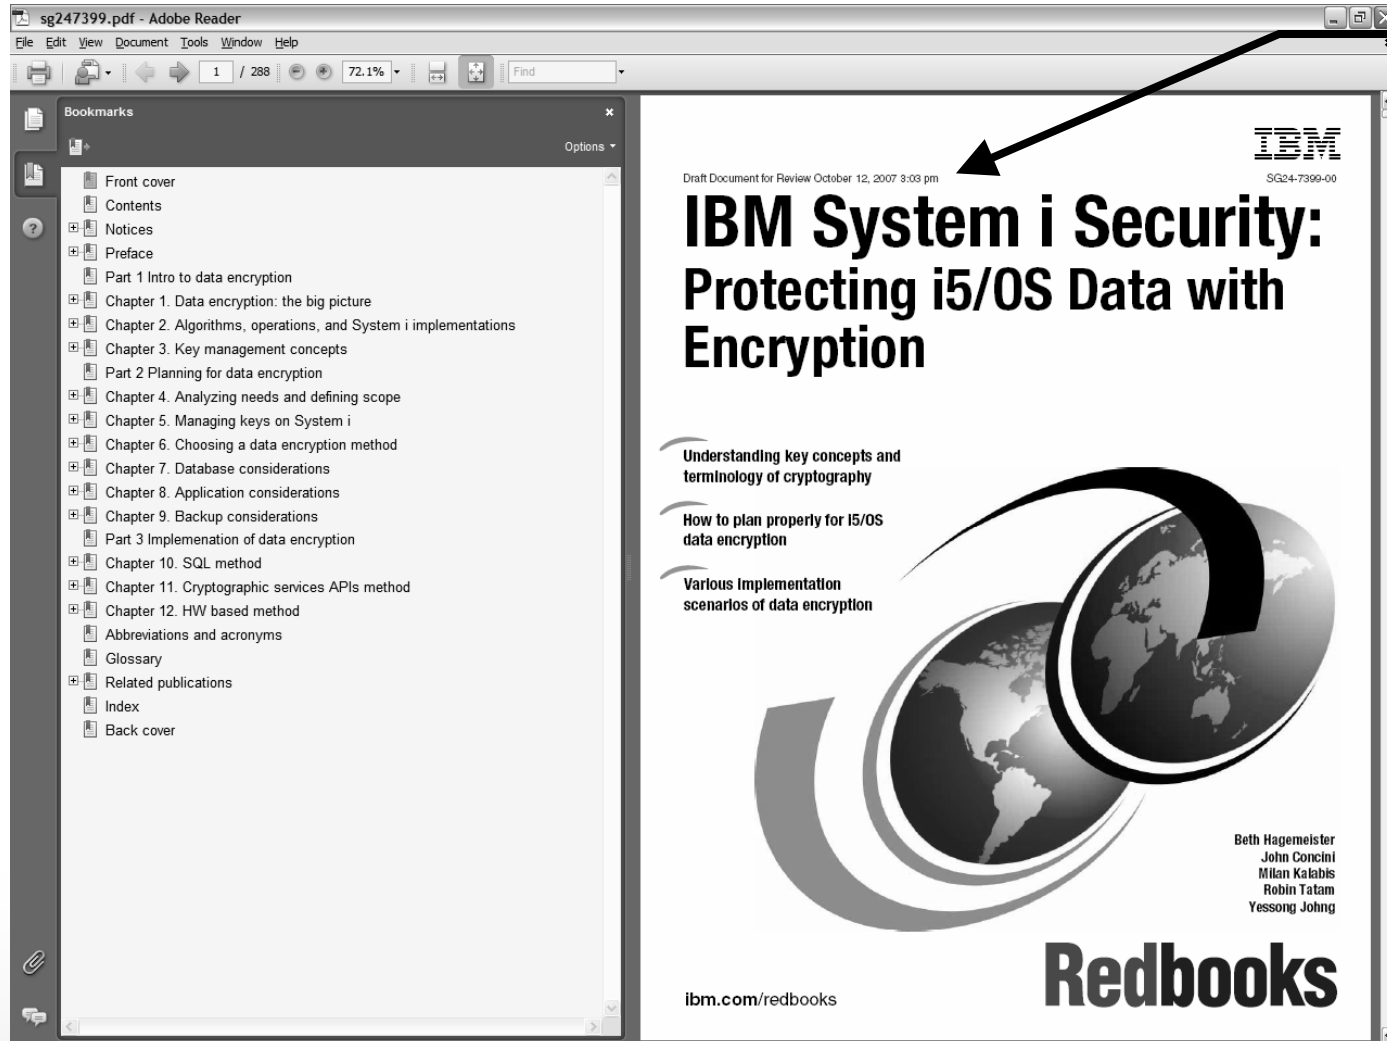 sg247399.pdf - Adobe Reader
File Edit View Document Tools Window Help
1 / 288 72.1% Find
Bookmarks
Options
Front cover
Contents
Notices
Preface
Part 1 Intro to data encryption
Chapter 1. Data encryption: the big picture
Chapter 2. Algorithms, operations, and System i implementations
Chapter 3. Key management concepts
Part 2 Planning for data encryption
Chapter 4. Analyzing needs and defining scope
Chapter 5. Managing keys on System i
Chapter 6. Choosing a data encryption method
Chapter 7. Database considerations
Chapter 8. Application considerations
Chapter 9. Backup considerations
Part 3 Implemenation of data encryption
Chapter 10. SQL method
Chapter 11. Cryptographic services APIs method
Chapter 12. HW based method
Abbreviations and acronyms
Glossary
Related publications
Index
Back cover
IBM
Draft Document for Review October 12, 2007 3:03 pm
SG24-7399-00
IBM System i Security:
Protecting i5/OS Data with
Encryption
Understanding key concepts and
terminology of cryptography
How to plan properly for i5/OS
data encryption
Various implementation
scenarios of data encryption
Beth Hagemeister
John Concini
Milan Kalabis
Robin Tatam
Yessong Johng
ibm.com/redbooks
Redbooks